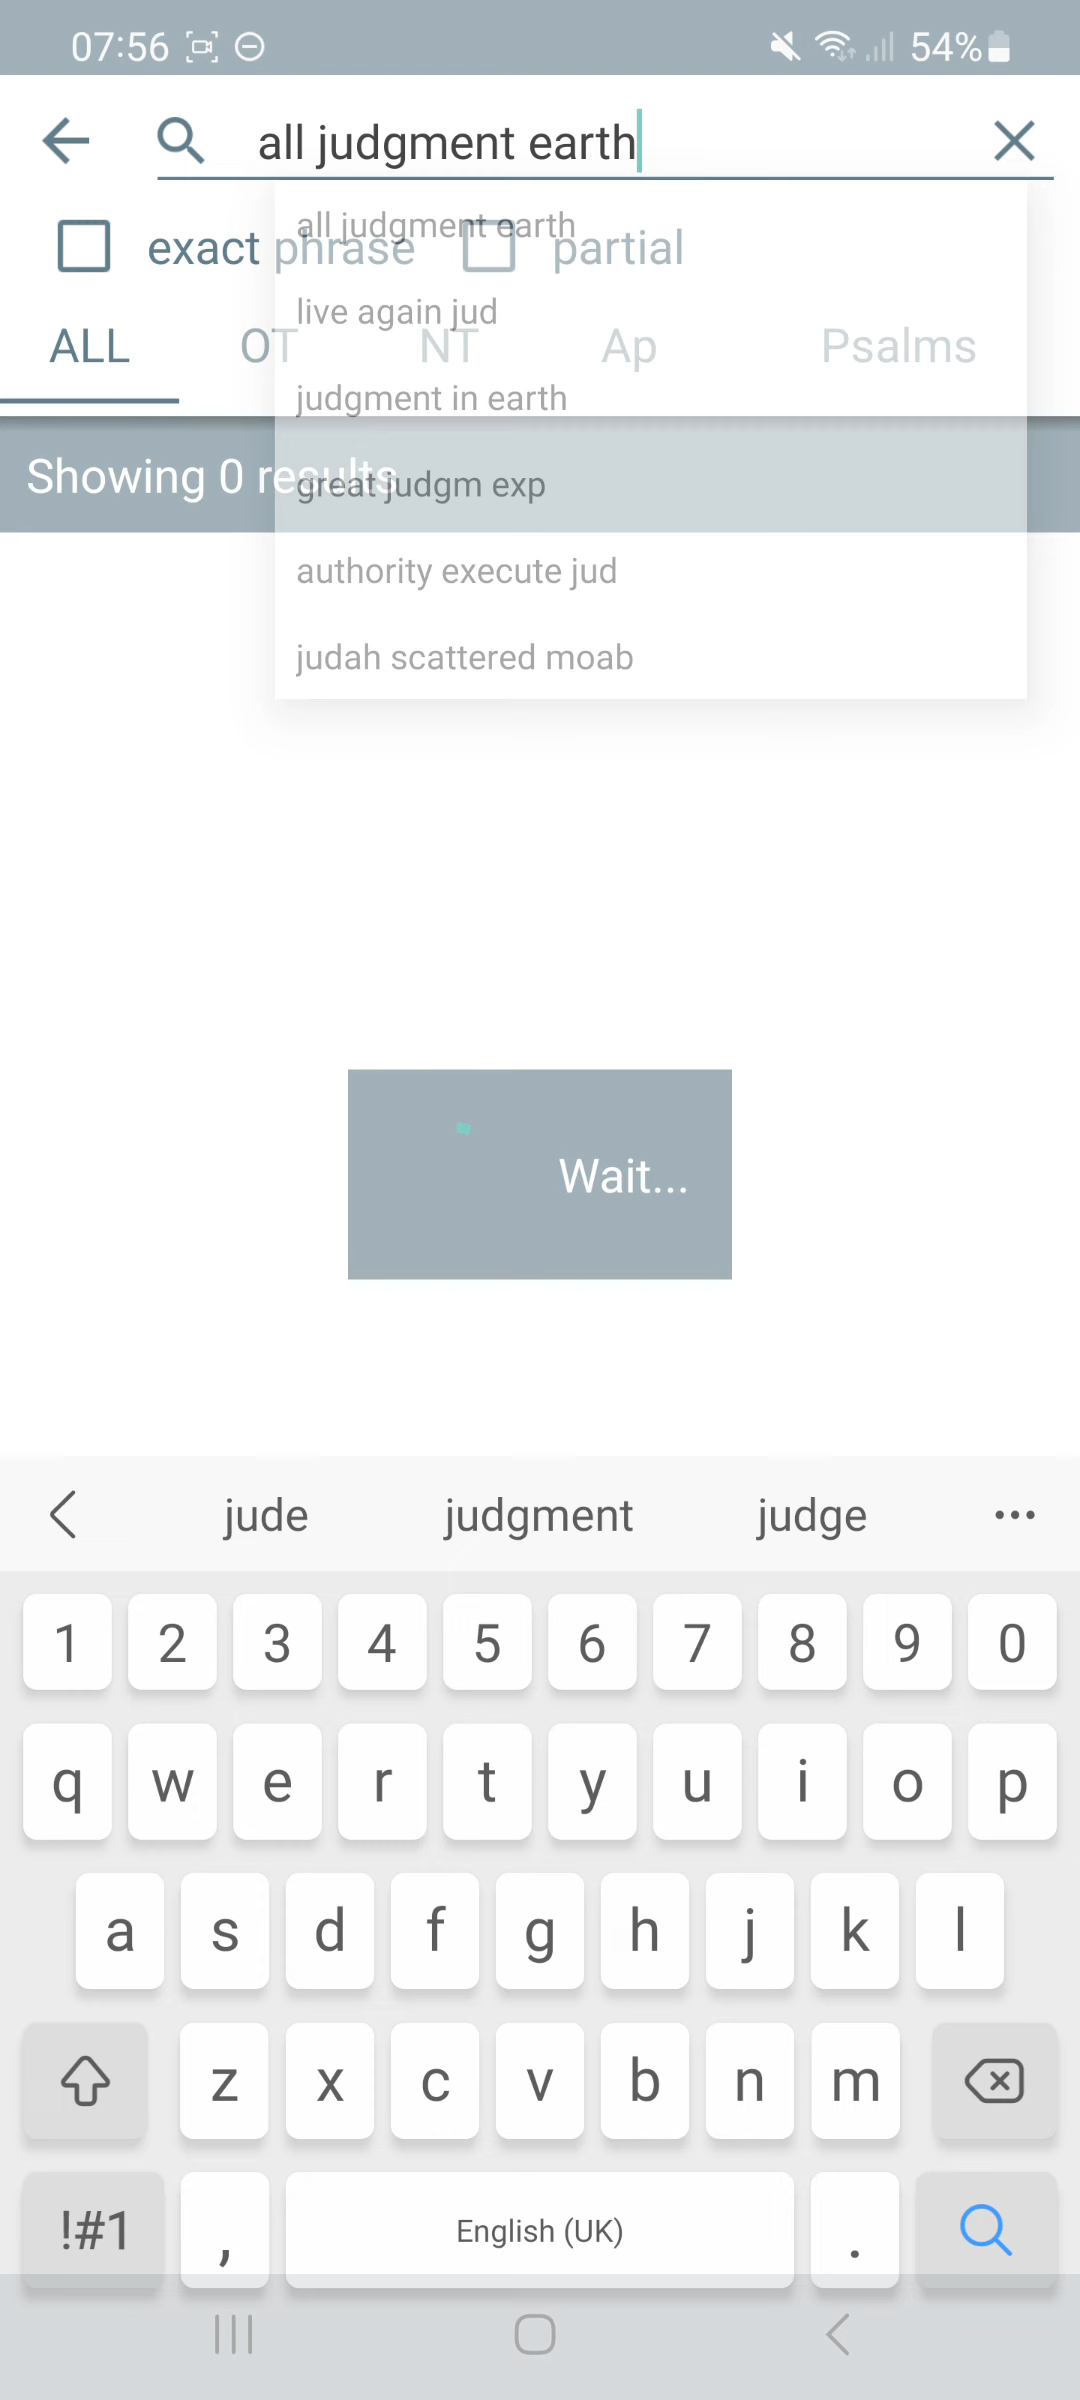 07:56 54%
all judgment earth
all judgment earth
exact phrase partial
live again jud
ALL OT NT Ap Psalms
judgment in earth
Showing 0 results
great judgm exp
authority execute jud
judah scattered moab
Wait...
jude judgment judge
1 2 3 4 5 6 7 8 9 0
q w e r t y u i o p
a s d f g h j k l
z x c v b n m
!#1 , English (UK) .